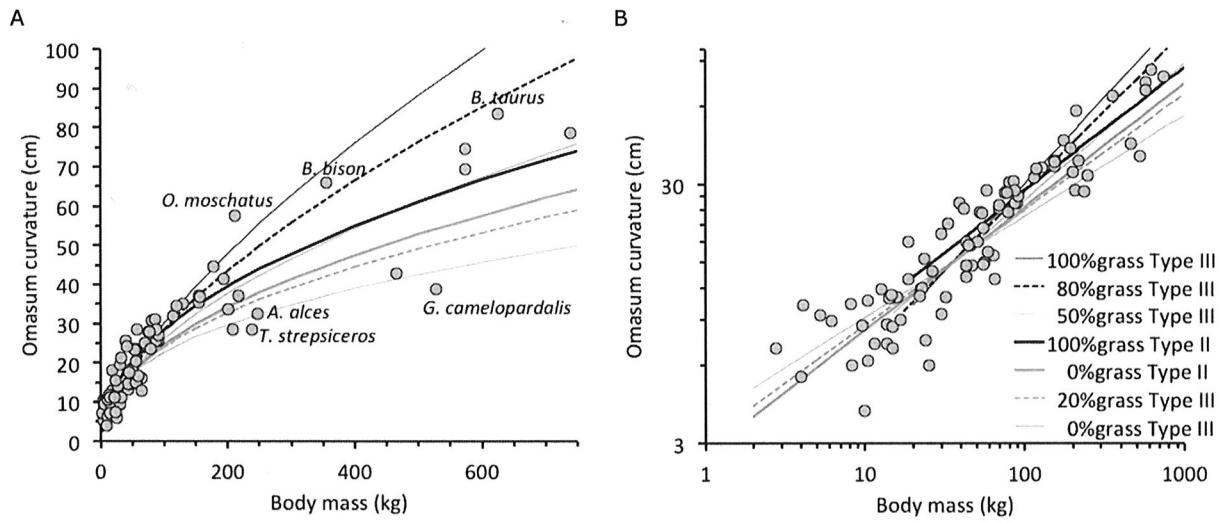 A
100
90
80
70
60
50
40
30
20
10
0
Omasum curvature (cm)
B. taurus
B. bison
O. moschatus
A. alces
T. strepsiceros
G. camelopardalis
0
200
400
600
Body mass (kg)
B
30
3
Omasum curvature (cm)
100%grass Type III
80%grass Type III
50%grass Type III
100%grass Type II
0%grass Type II
20%grass Type III
0%grass Type III
1
10
100
1000
Body mass (kg)